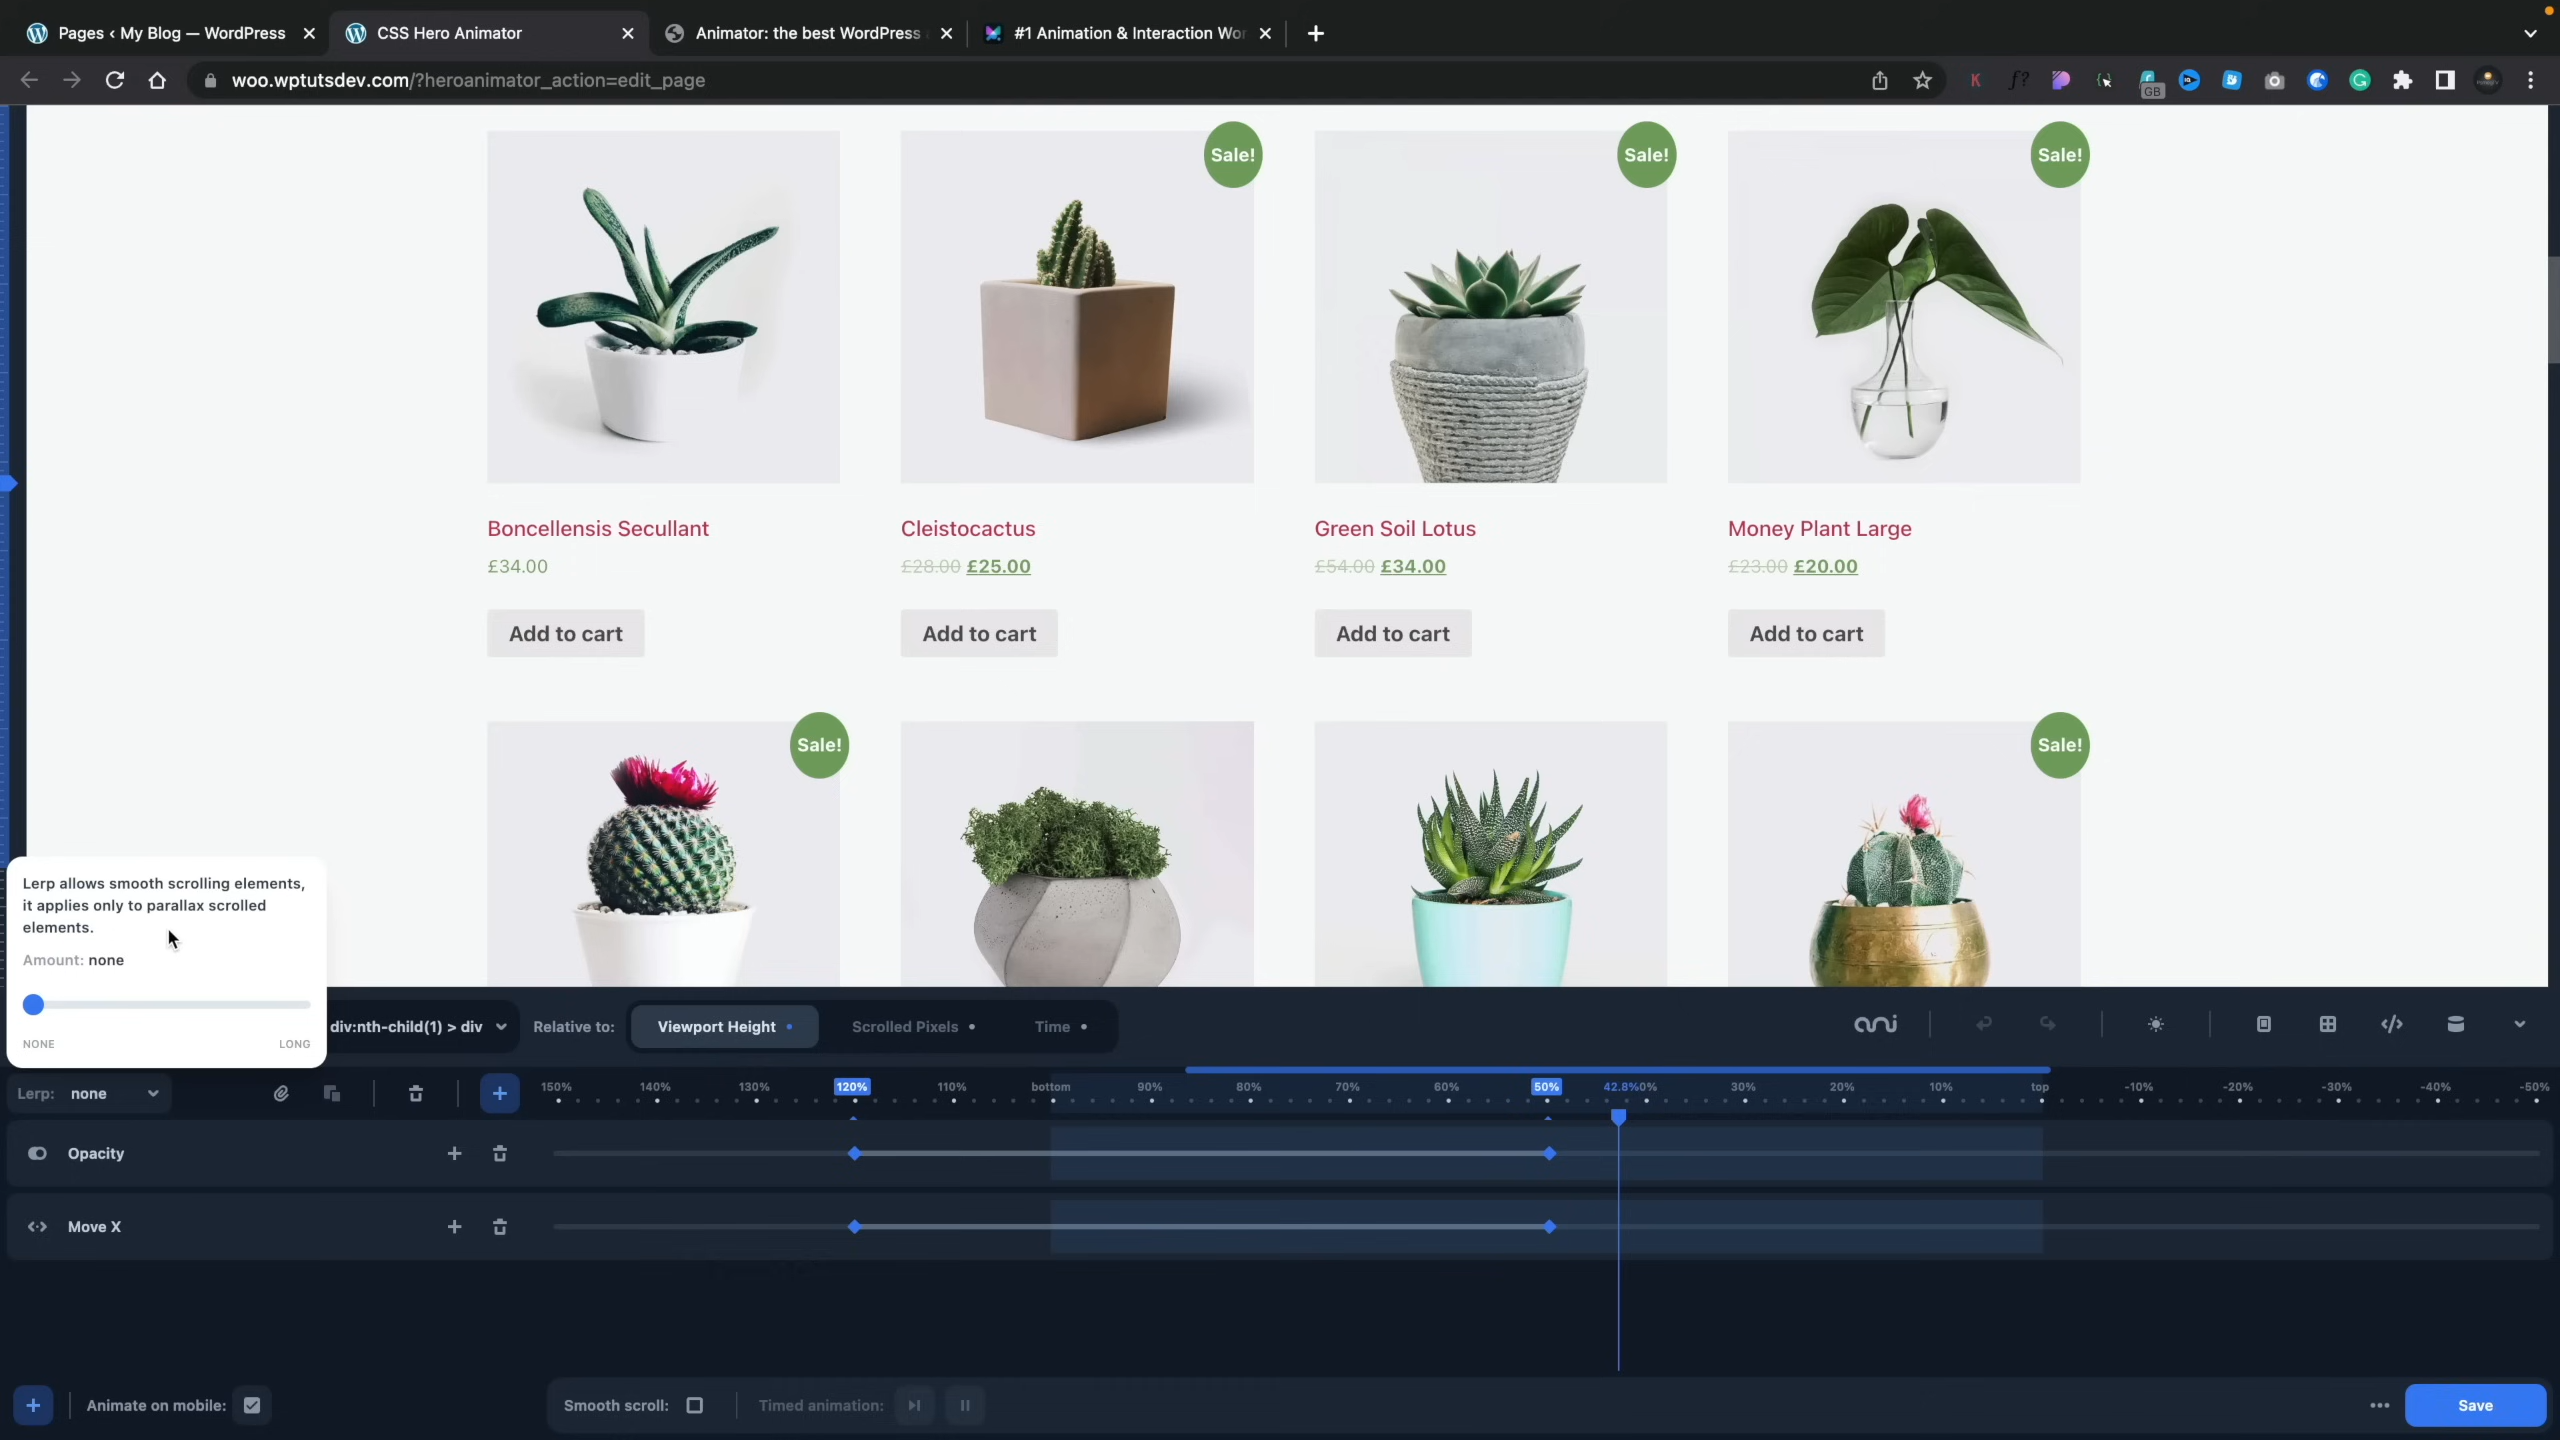 Pages ‹ My Blog — WordPress
CSS Hero Animator
Animator: the best WordPress
#1 Animation & Interaction Wor
woo.wptutsdev.com/?heroanimator_action=edit_page
GB
Sale!
Sale!
Sale!
Boncellensis Secullant
Cleistocactus
Green Soil Lotus
Money Plant Large
£34.00
£28.00 £25.00
£54.00 £34.00
£23.00 £20.00
Add to cart
Add to cart
Add to cart
Add to cart
Sale!
Sale!
Lerp allows smooth scrolling elements,
it applies only to parallax scrolled
elements.
Amount: none
NONE LONG
div:nth-child(1) > div
Relative to:
Viewport Height
Scrolled Pixels
Time
ani
Lerp: none
150% 140% 130% 120% 110% bottom 90% 80% 70% 60% 50% 42.8%0% 30% 20% 10% top -10% -20% -30% -40% -50%
Opacity
Move X
Animate on mobile:
Smooth scroll:
Timed animation:
Save